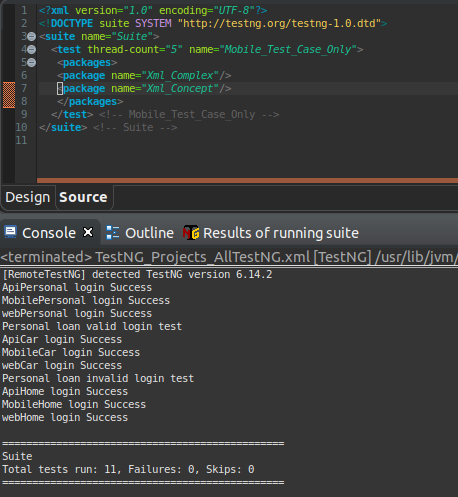 1 <?xml version="1.0" encoding="UTF-8"?>
2 <!DOCTYPE suite SYSTEM "http://testng.org/testng-1.0.dtd">
3 <suite name="Suite">
4 <test thread-count="5" name="Mobile_Test_Case_Only">
5 <packages>
6 <package name="Xml_Complex"/>
7 <package name="Xml_Concept"/>
8 </packages>
9 </test> <!-- Mobile_Test_Case_Only -->
10 </suite> <!-- Suite -->
11
Design Source
Console Outline Results of running suite
<terminated> TestNG_Projects_AllTestNG.xml [TestNG] /usr/lib/jvm/
[RemoteTestNG] detected TestNG version 6.14.2
ApiPersonal login Success
MobilePersonal login Success
webPersonal login Success
Personal loan valid login test
ApiCar login Success
MobileCar login Success
webCar login Success
Personal loan invalid login test
ApiHome login Success
MobileHome login Success
webHome login Success
===============================================
Suite
Total tests run: 11, Failures: 0, Skips: 0
===============================================